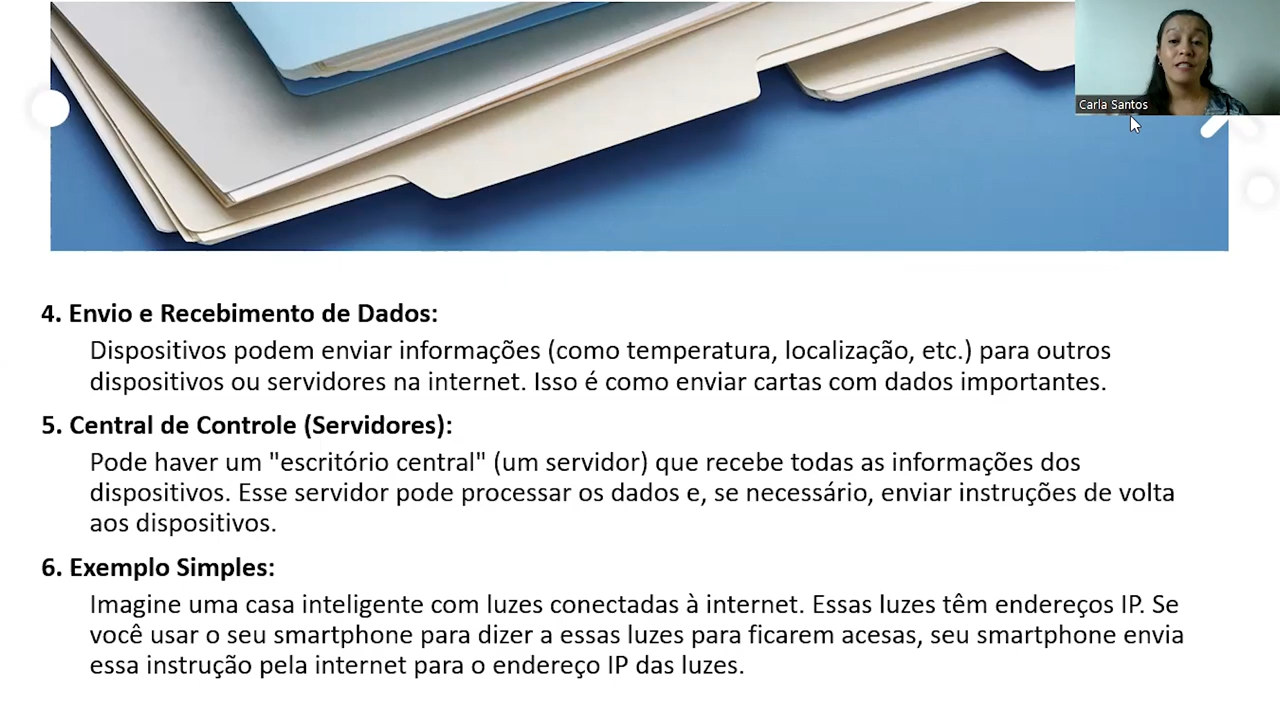 Carla Santos
4. Envio e Recebimento de Dados:
Dispositivos podem enviar informações (como temperatura, localização, etc.) para outros
dispositivos ou servidores na internet. Isso é como enviar cartas com dados importantes.
5. Central de Controle (Servidores):
Pode haver um "escritório central" (um servidor) que recebe todas as informações dos
dispositivos. Esse servidor pode processar os dados e, se necessário, enviar instruções de volta
aos dispositivos.
6. Exemplo Simples:
Imagine uma casa inteligente com luzes conectadas à internet. Essas luzes têm endereços IP. Se
você usar o seu smartphone para dizer a essas luzes para ficarem acesas, seu smartphone envia
essa instrução pela internet para o endereço IP das luzes.